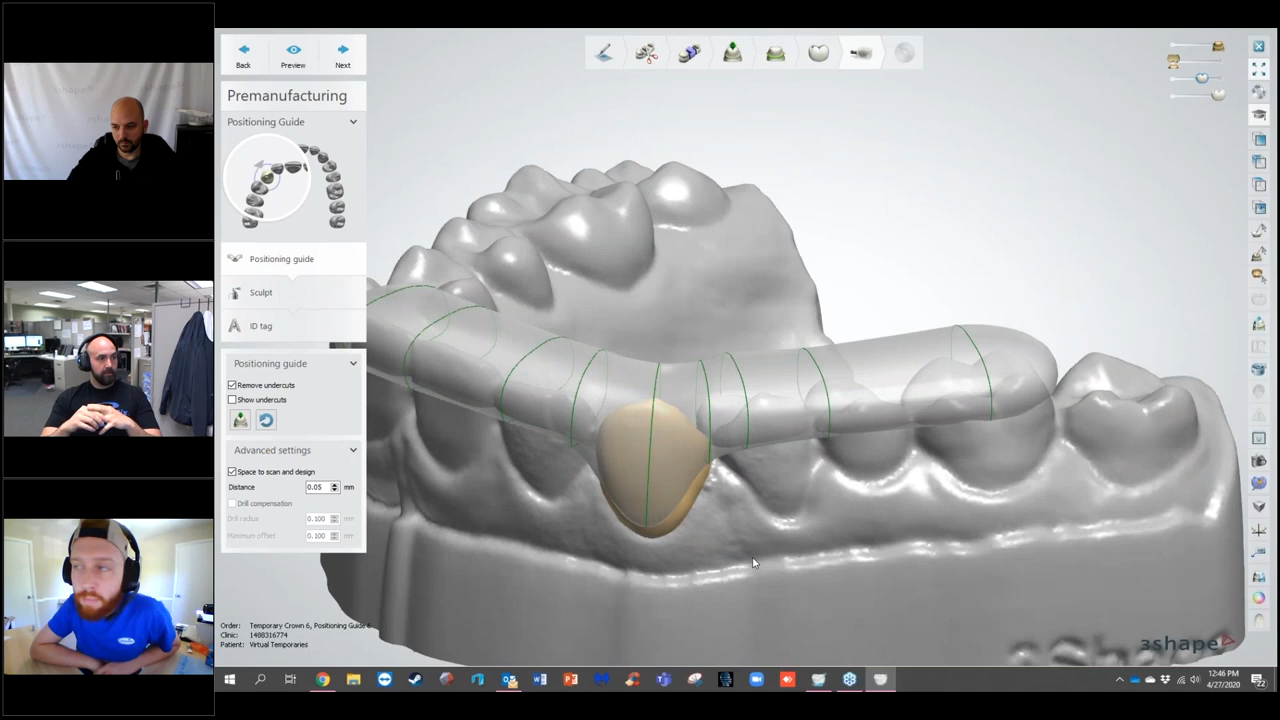 Back
Preview
Next
Premanufacturing
Positioning Guide
Positioning guide
Sculpt
ID tag
Positioning guide
Remove undercuts
Show undercuts
Advanced settings
Space to scan and design
Distance 0.05 mm
Drill compensation
Drill radius 0.100 mm
Maximum offset 0.100 mm
Order: Temporary Crown 6, Positioning Guide 6
Clinic: 1488316774
Patient: Virtual Temporaries
3shape
12:46 PM
4/27/2020
22